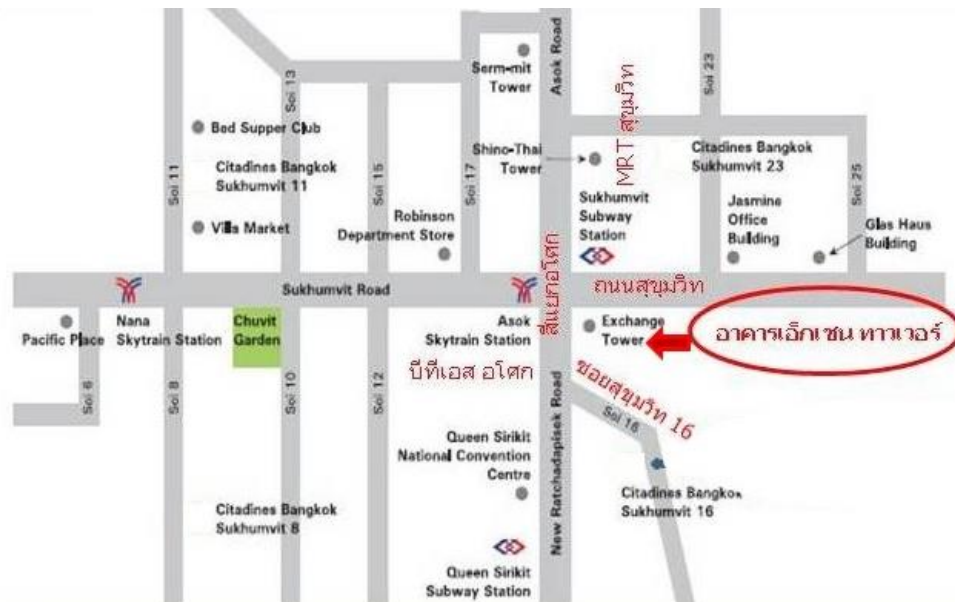 Serm-mit
Tower
Asok Road
Soi 23
Soi 13
Bed Supper Club
Citadines Bangkok
Sukhumvit 11
Soi 11
Soi 15
Soi 17
Shino-Thai
Tower
MRT สุขุมวิท
Citadines Bangkok
Sukhumvit 23
Soi 25
Villa Market
Robinson
Department Store
Sukhumvit
Subway
Station
Jasmine
Office
Building
Glas Haus
Building
Sukhumvit Road
สี่แยกอโศก
ถนนสุขุมวิท
Pacific Place
Nana
Skytrain Station
Chuvit
Garden
Asok
Skytrain Station
Exchange
Tower
อาคารเอ็กเซน ทาวเวอร์
บีทีเอส อโศก
ซอยสุขุมวิท 16
Soi 6
Soi 8
Soi 10
Soi 12
Soi 16
New Ratchadapisek Road
Queen Sirikit
National Convention
Centre
Citadines Bangkok
Sukhumvit 16
Citadines Bangkok
Sukhumvit 8
Queen Sirikit
Subway Station